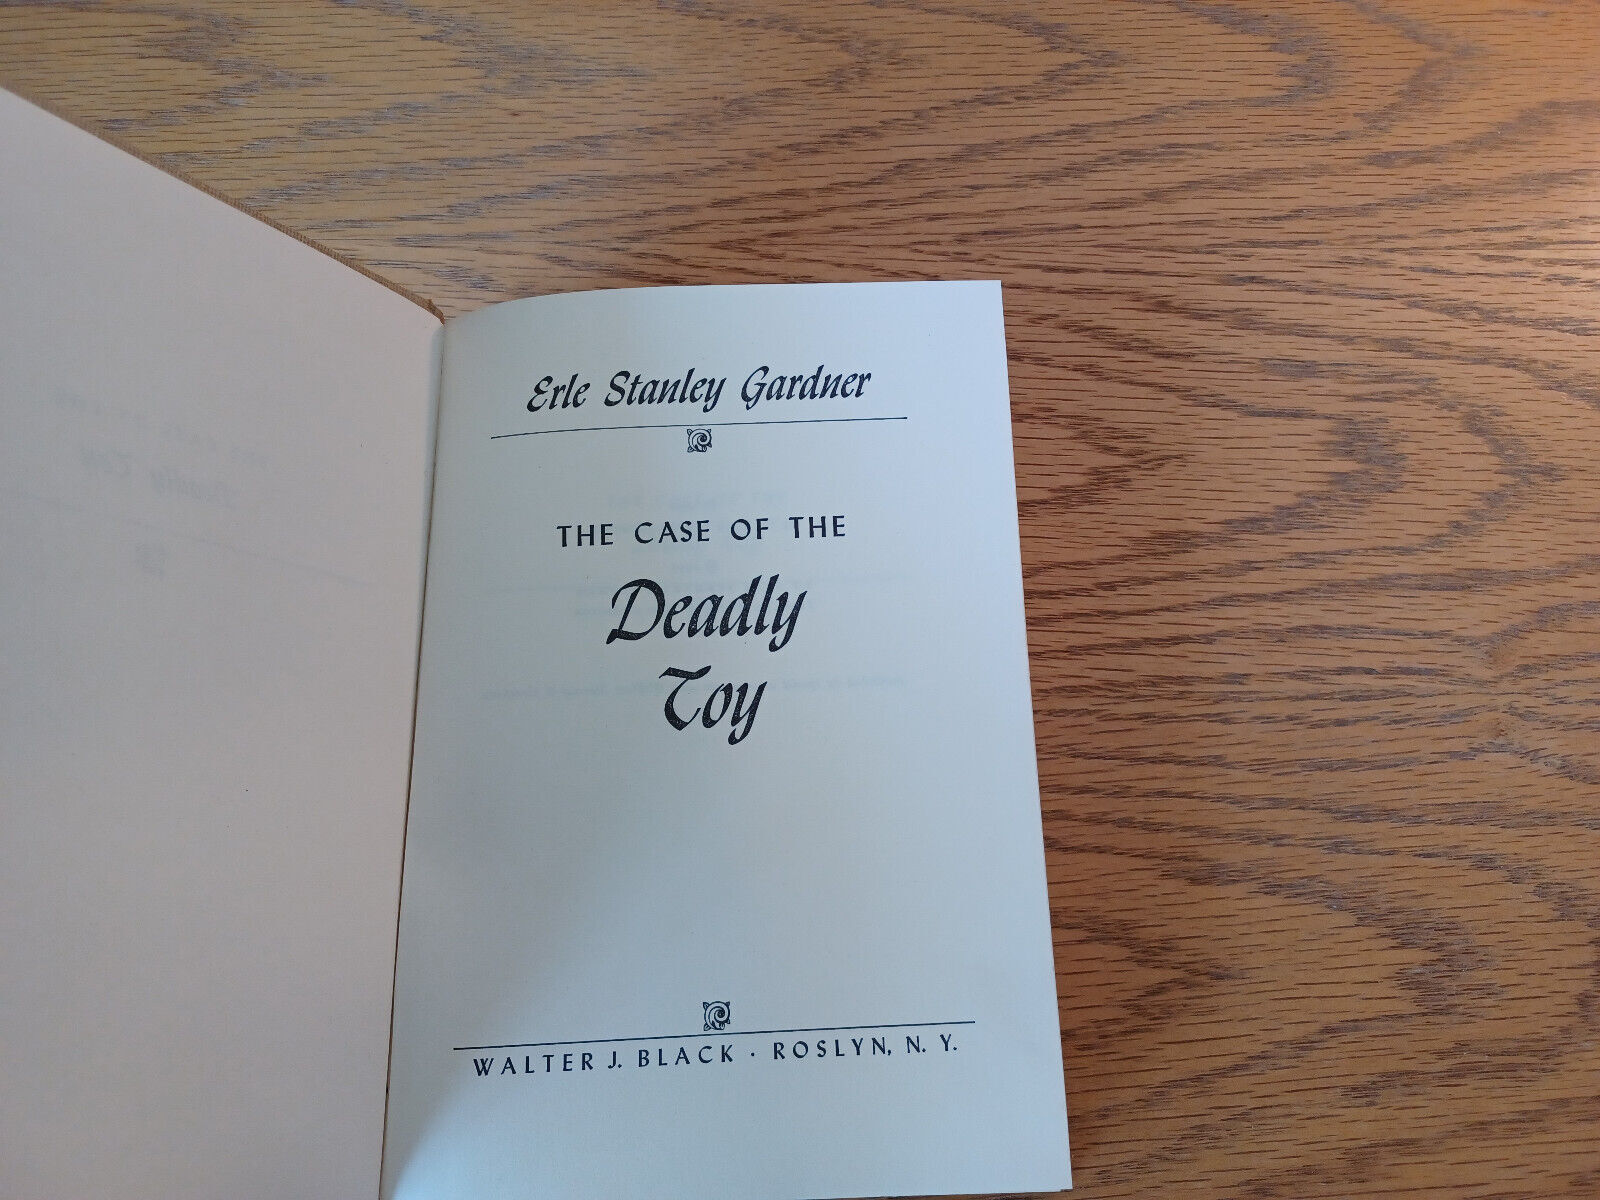 Erle Stanley Gardner
THE CASE OF THE
Deadly
Toy
WALTER J. BLACK · ROSLYN, N. Y.